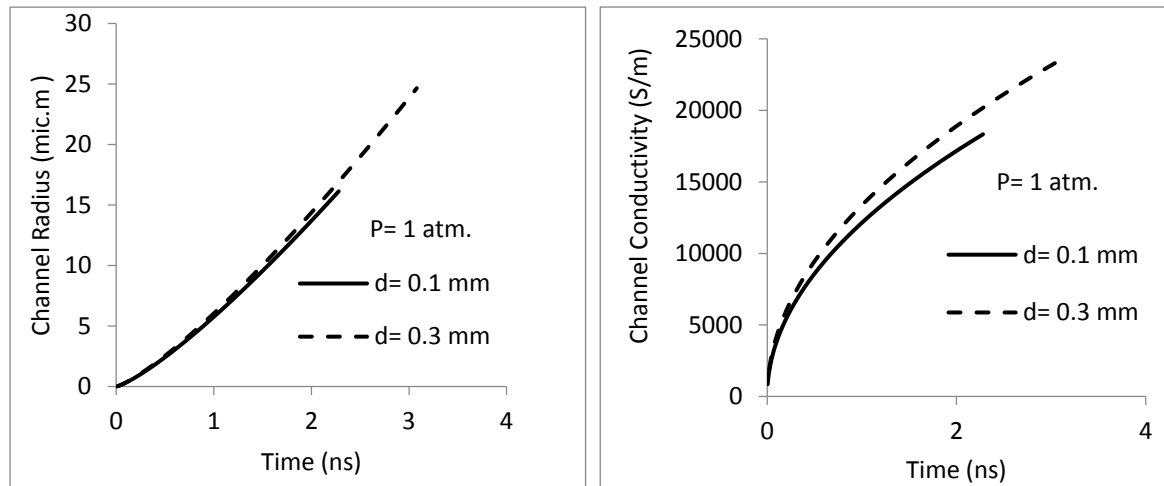 30
25
20
15
10
5
0
0 1 2 3 4
Channel Radius (mic.m )
Time (ns)
P= 1 atm.
d= 0.1 mm
d= 0.3 mm
25000
20000
15000
10000
5000
0
0 2 4
Channel Conductivity (S/m)
Time (ns)
P= 1 atm.
d= 0.1 mm
d= 0.3 mm